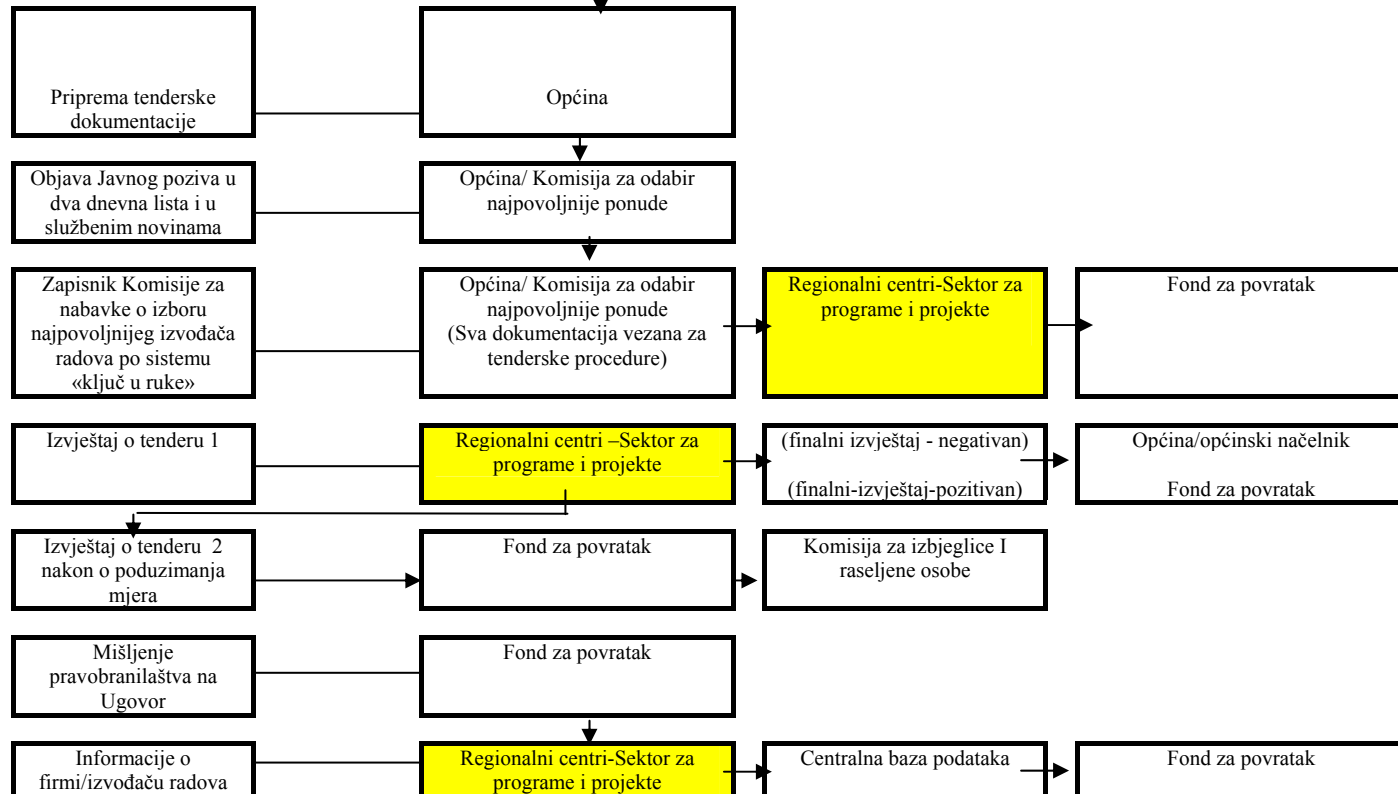 Priprema tenderske
dokumentacije
Općina
Objava Javnog poziva u
dva dnevna lista i u
službenim novinama
Općina/ Komisija za odabir
najpovoljnije ponude
Zapisnik Komisije za
nabavke o izboru
najpovoljnijeg izvođača
radova po sistemu
«ključ u ruke»
Općina/ Komisija za odabir
najpovoljnije ponude
(Sva dokumentacija vezana za
tenderske procedure)
Regionalni centri-Sektor za
programe i projekte
Fond za povratak
Izvještaj o tenderu 1
Regionalni centri –Sektor za
programe i projekte
(finalni izvještaj - negativan)
(finalni-izvještaj-pozitivan)
Općina/općinski načelnik
Fond za povratak
Izvještaj o tenderu  2
nakon o poduzimanja
mjera
Fond za povratak
Komisija za izbjeglice I
raseljene osobe
Mišljenje
pravobranilaštva na
Ugovor
Fond za povratak
Informacije o
firmi/izvođaču radova
Regionalni centri-Sektor za
programe i projekte
Centralna baza podataka
Fond za povratak